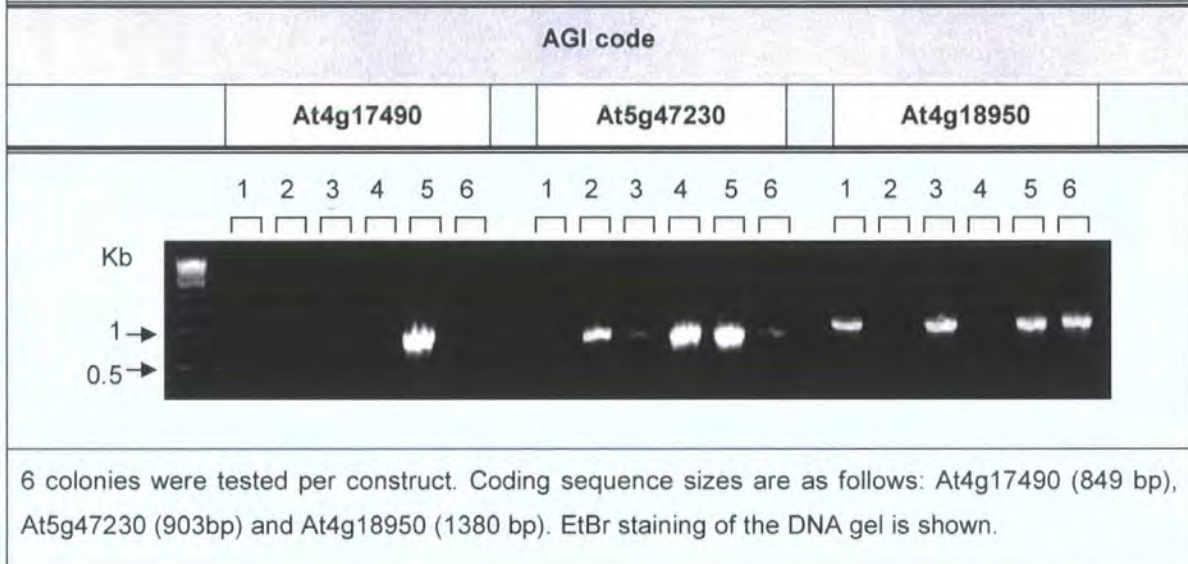 AGI code
At4g17490 At5g47230 At4g18950
1 2 3 4 5 6 1 2 3 4 5 6 1 2 3 4 5 6
Kb
1
0.5
6 colonies were tested per construct. Coding sequence sizes are as follows: At4g17490 (849 bp),
At5g47230 (903bp) and At4g18950 (1380 bp). EtBr staining of the DNA gel is shown.